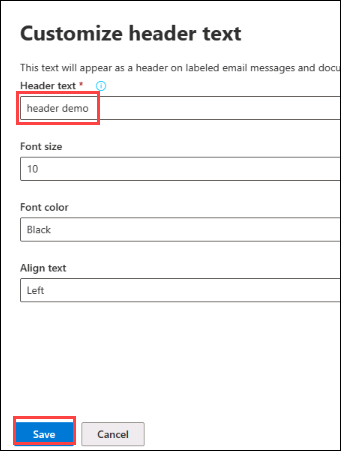 Customize header text
This text will appear as a header on labeled email messages and docu
Header text *
header demo
Font size
10
Font color
Black
Align text
Left
Save Cancel